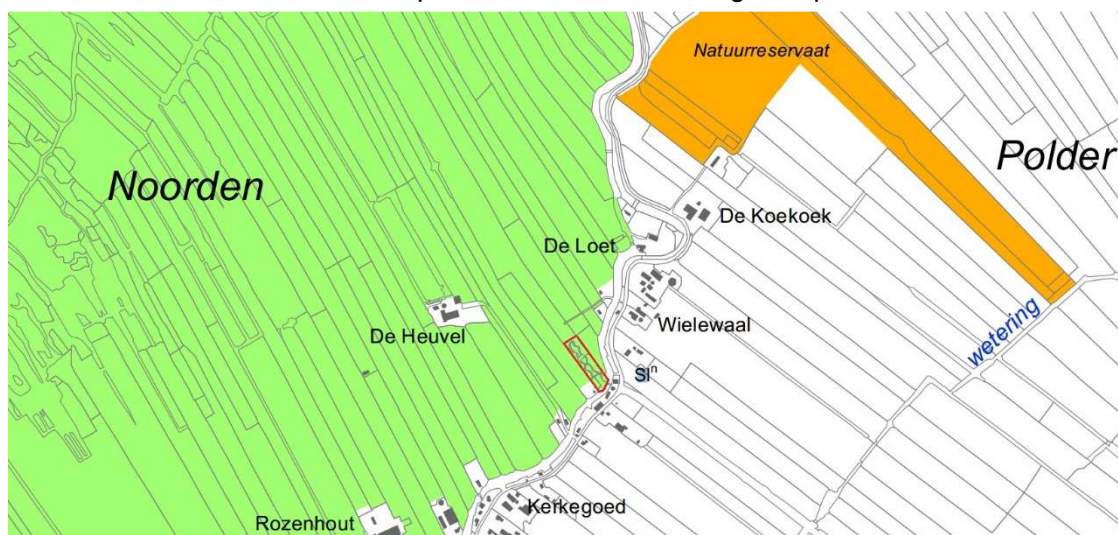 Natuurreservaat
Polder
Noorden
De Koekoek
De Loet
De Heuvel
Wielewaal
wetering
Slⁿ
Kerkegoed
Rozenhout